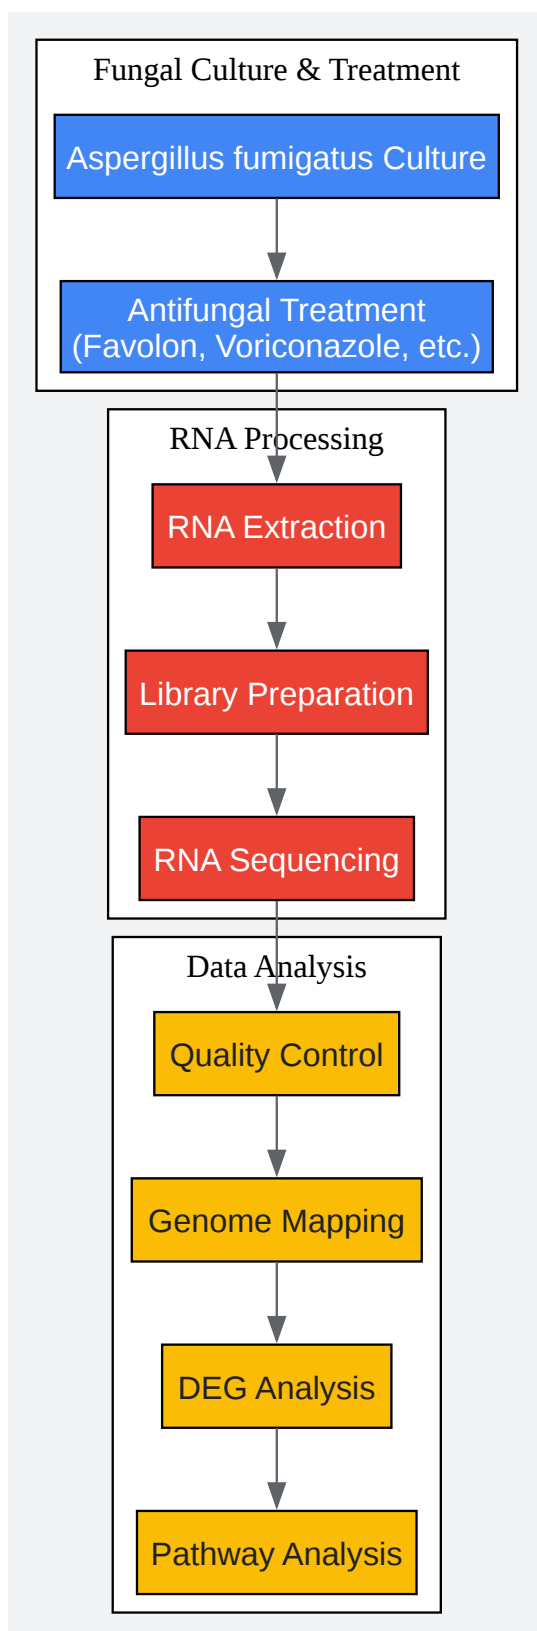 Fungal Culture & Treatment
Aspergillus fumigatus Culture
Antifungal Treatment
(Favolon, Voriconazole, etc.)
RNA Processing
RNA Extraction
Library Preparation
RNA Sequencing
Data Analysis
Quality Control
Genome Mapping
DEG Analysis
Pathway Analysis